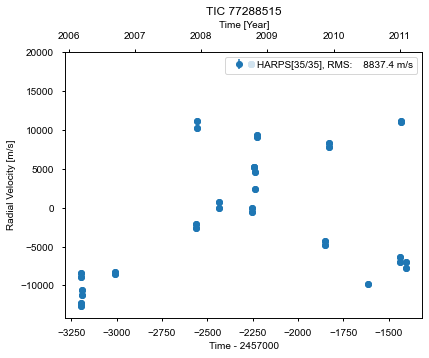 TIC 77288515
Time [Year]
2006 2007 2008 2009 2010 2011
HARPS[35/35], RMS: 8837.4 m/s
20000
15000
10000
5000
0
−5000
−10000
Radial Velocity [m/s]
−3250 −3000 −2750 −2500 −2250 −2000 −1750 −1500
Time - 2457000